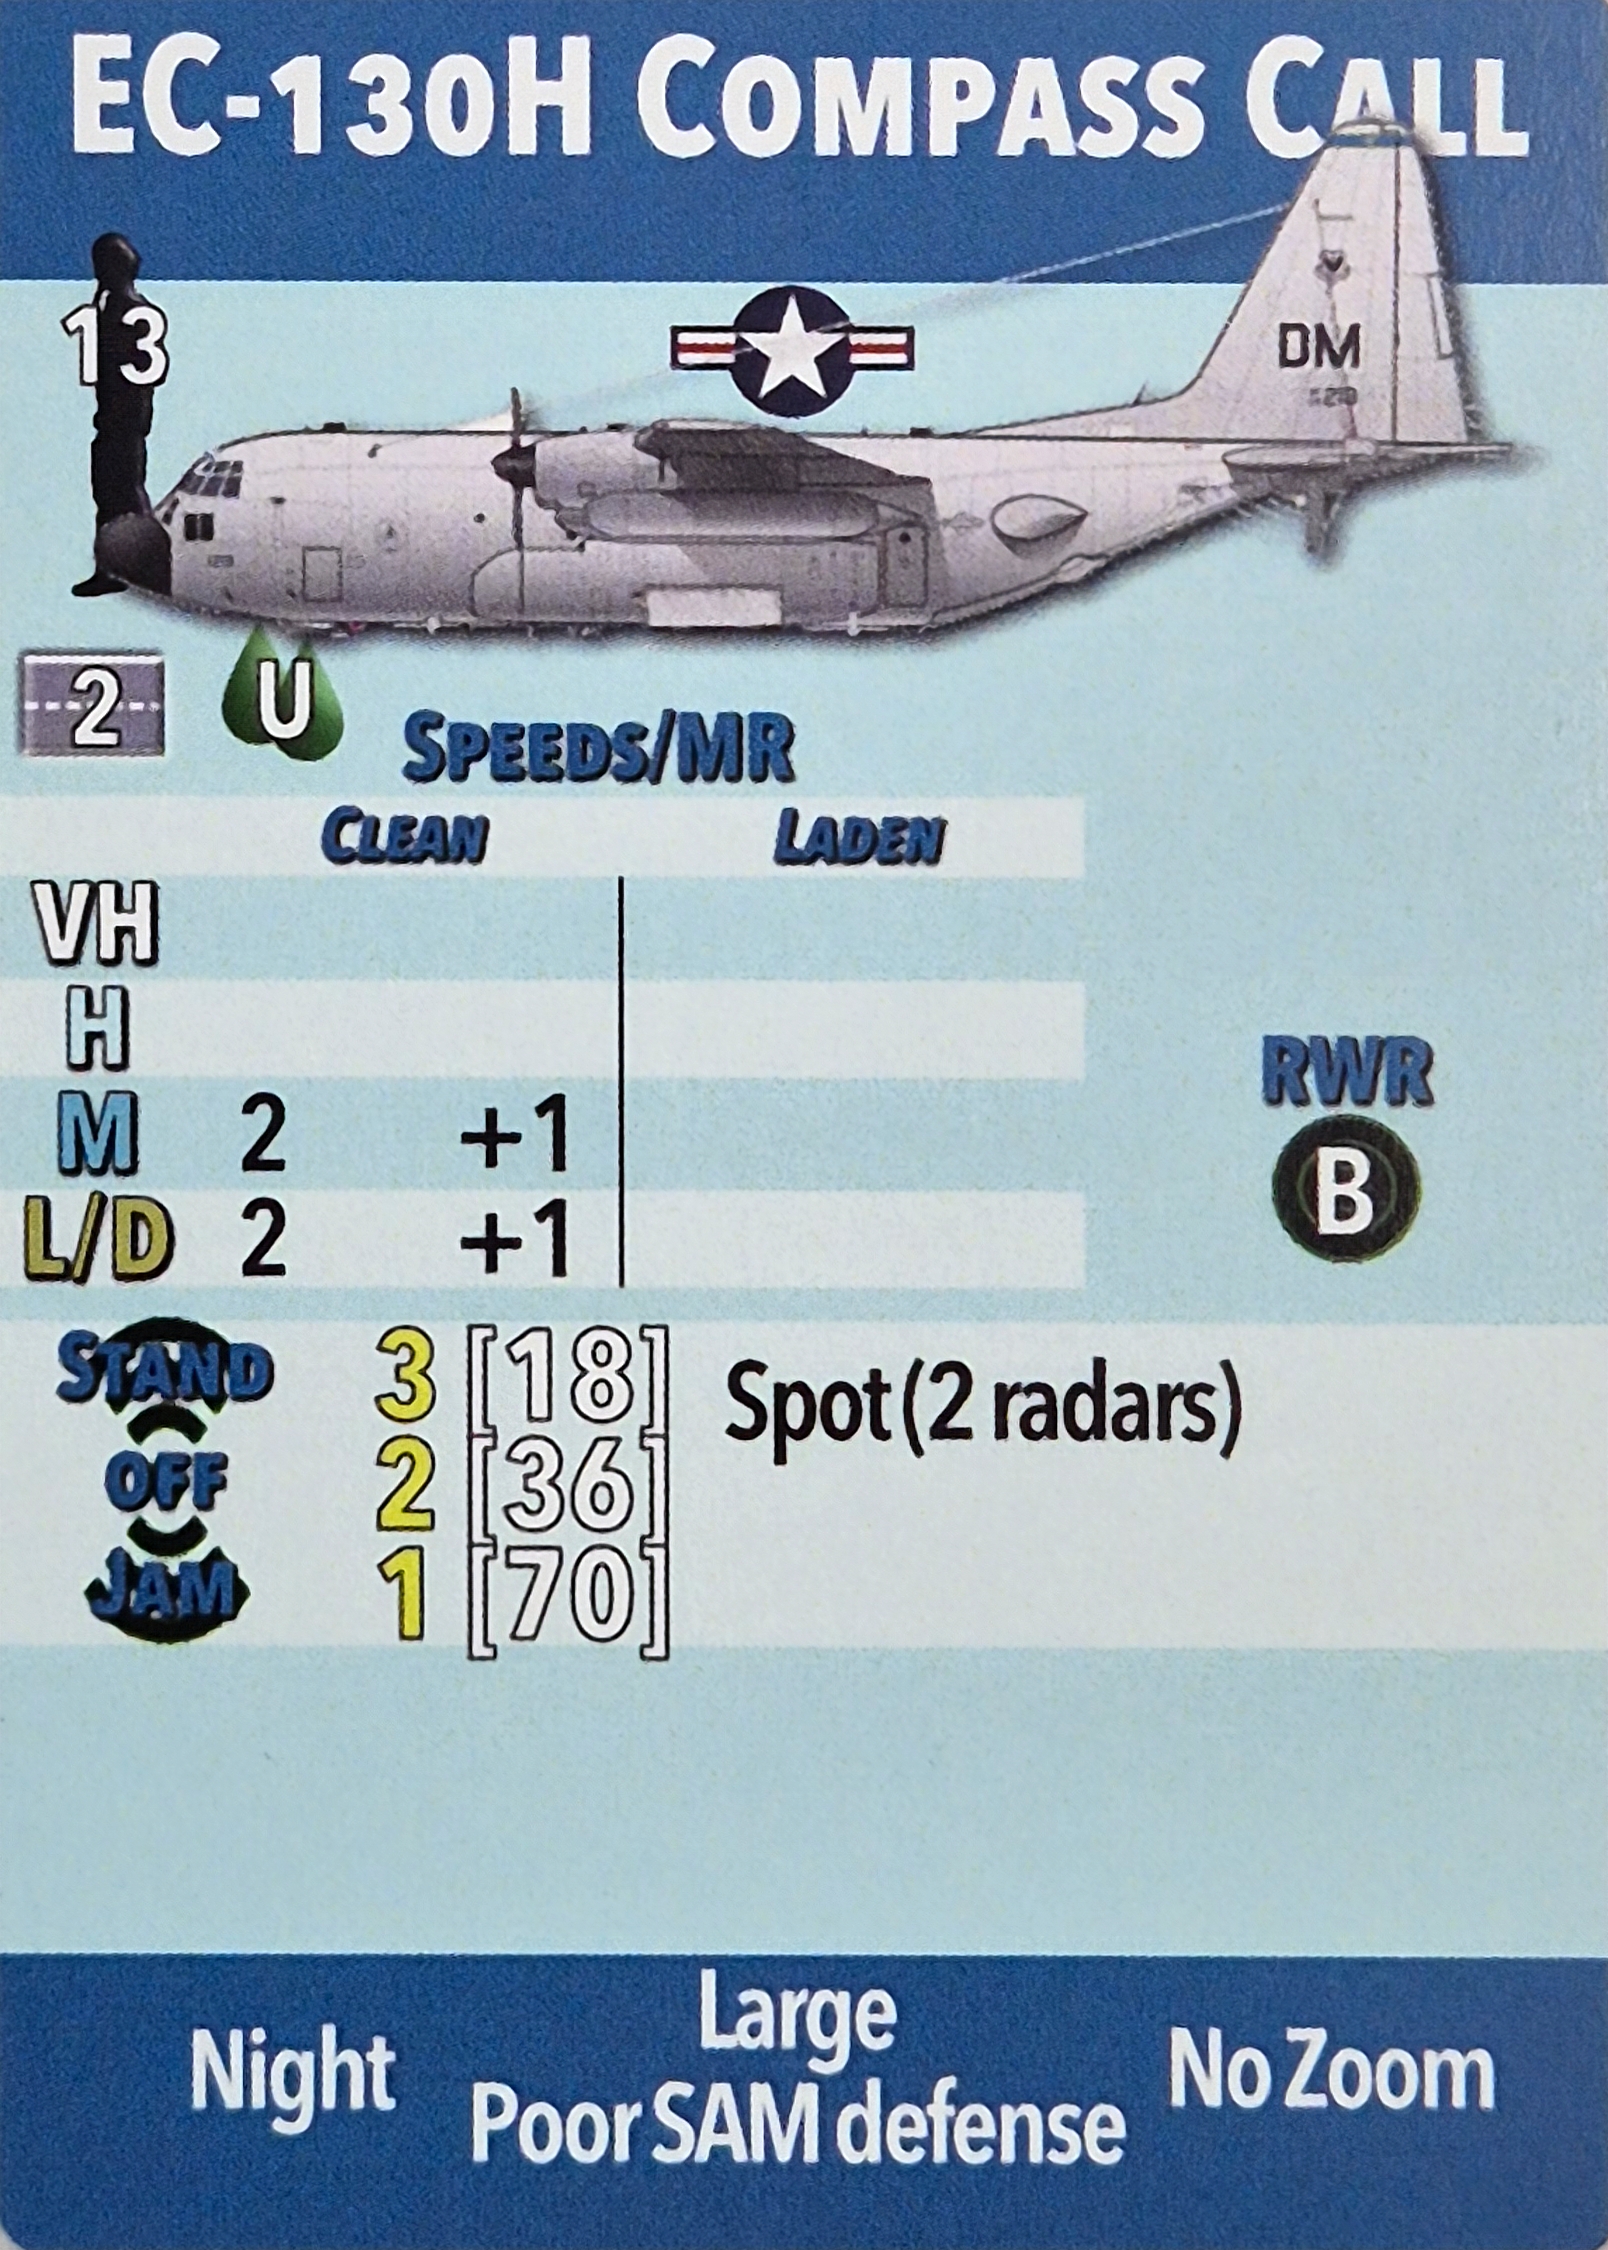 EC-130H COMPASS CALL
13
DM
2 U
SPEEDS/MR
CLEAN LADEN
VH
H
M 2 +1
L/D 2 +1
RWR
B
STAND 3 [18] Spot (2 radars)
OFF 2 [36]
JAM 1 [70]
Night Large No Zoom
Poor SAM defense